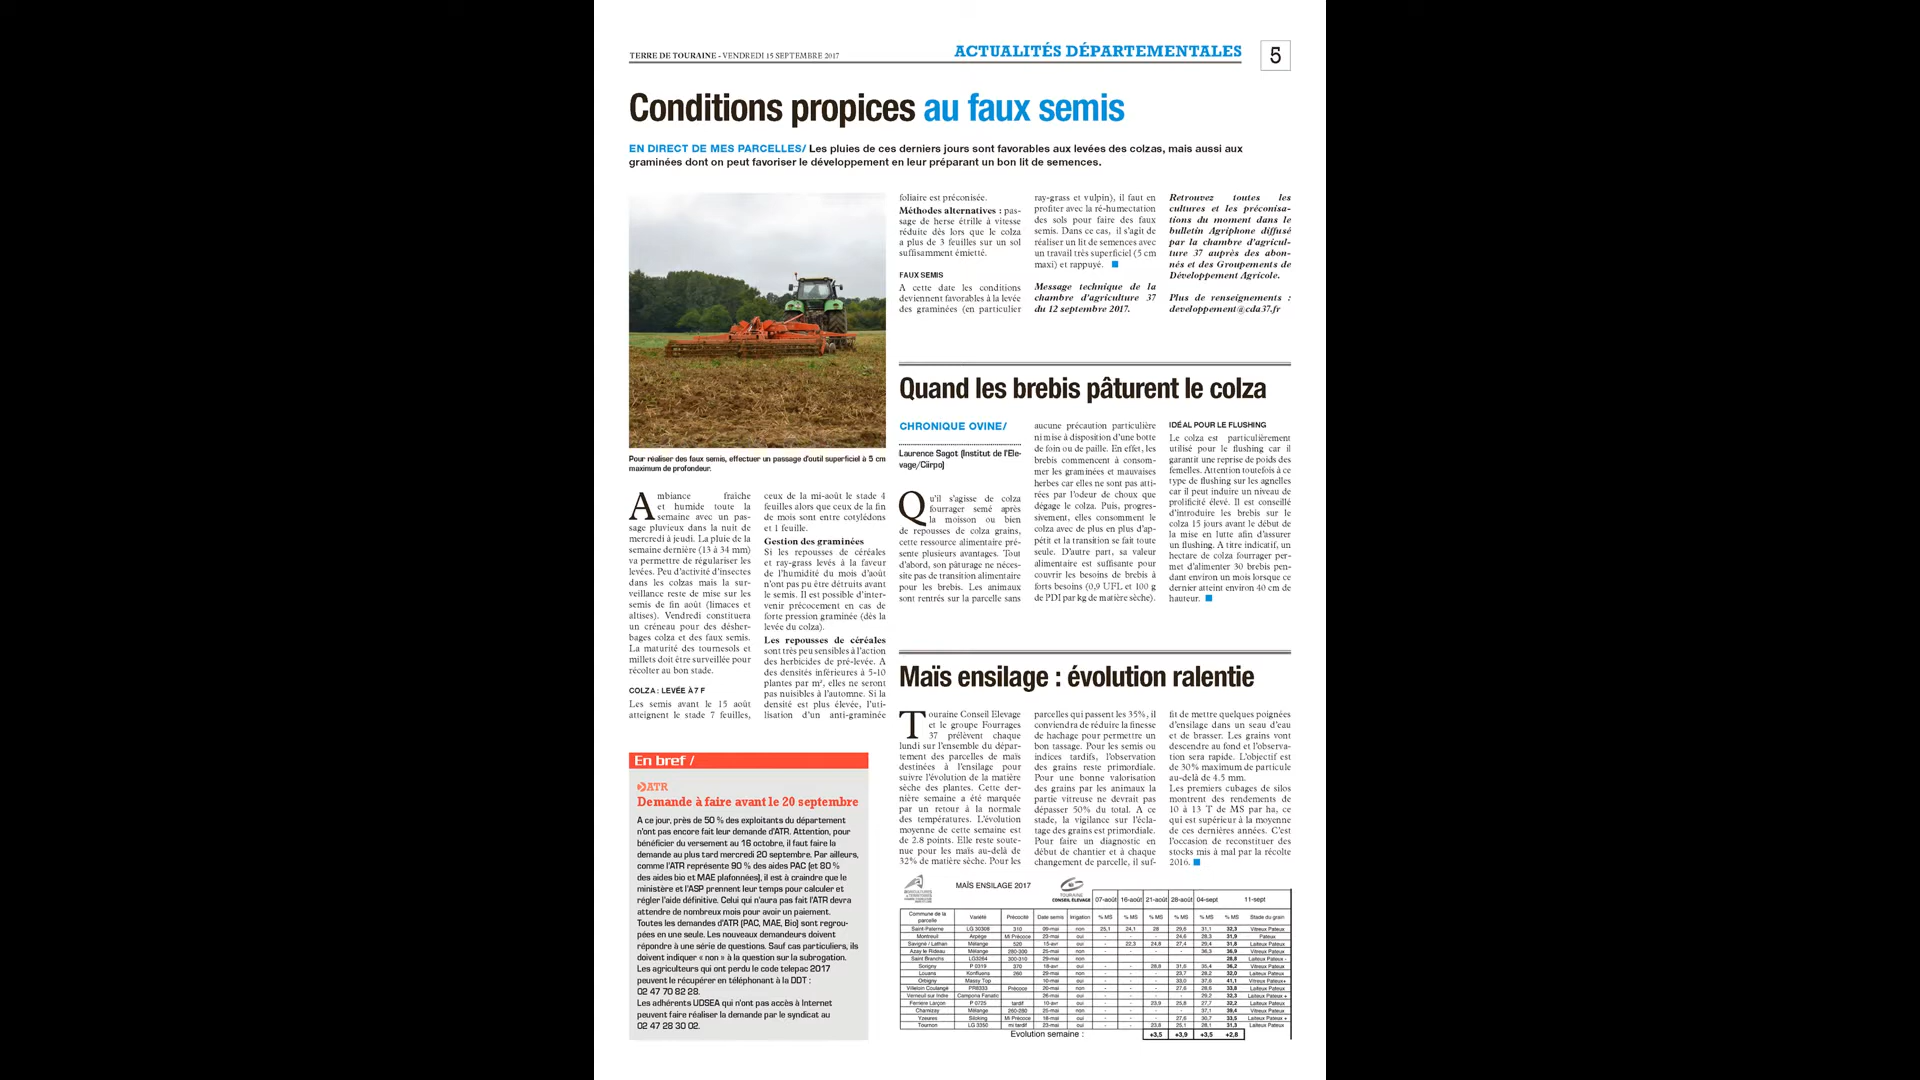 TERRE DE TOURAINE - VENDREDI 15 SEPTEMBRE 2017
ACTUALITÉS DÉPARTEMENTALES
5
Conditions propices au faux semis
EN DIRECT DE MES PARCELLES/ Les pluies de ces derniers jours sont favorables aux levées des colzas, mais aussi aux
graminées dont on peut favoriser le développement en leur préparant un bon lit de semences.
Pour réaliser des faux semis, effectuer un passage d'outil superficiel à 5 cm
maximum de profondeur.
Ambiance fraîche
et humide toute la
semaine avec un pas-
sage pluvieux dans la nuit de
mercredi à jeudi. La pluie de la
semaine dernière (13 à 34 mm)
va permettre de régulariser les
levées. Peu d'activité d'insectes
dans les colzas mais la sur-
veillance reste de mise sur les
semis de fin août (limaces et
altises). Vendredi constituera
un créneau pour des désher-
bages colza et des faux semis.
La maturité des tournesols et
millets doit être surveillée pour
récolter au bon stade.
COLZA : LEVÉE À 7 F
Les semis avant le 15 août
atteignent le stade 7 feuilles,
ceux de la mi-août le stade 4
feuilles alors que ceux de la fin
de mois sont entre cotylédons
et 1 feuille.
Gestion des graminées
Si les repousses de céréales
et ray-grass levés à la faveur
de l'humidité du mois d'août
n'ont pas pu être détruits avant
le semis. Il est possible d'inter-
venir précocement en cas de
forte pression graminée (dès la
levée du colza).
Les repousses de céréales
sont très peu sensibles à l'action
des herbicides de pré-levée. A
des densités inférieures à 5-10
plantes par m², elles ne seront
pas nuisibles à l'automne. Si la
densité est plus élevée, l'uti-
lisation d'un anti-graminée
foliaire est préconisée.
Méthodes alternatives : pas-
sage de herse étrille à vitesse
réduite dès lors que le colza
a plus de 3 feuilles sur un sol
suffisamment émietté.
FAUX SEMIS
A cette date les conditions
deviennent favorables à la levée
des graminées (en particulier
ray-grass et vulpin), il faut en
profiter avec la ré-humectation
des sols pour faire des faux
semis. Dans ce cas, il s'agit de
réaliser un lit de semences avec
un travail très superficiel (5 cm
maxi) et rappuyé.
Message technique de la
chambre d'agriculture 37
du 12 septembre 2017.
Retrouvez toutes les
cultures et les préconisa-
tions du moment dans le
bulletin Agriphone diffusé
par la chambre d'agricul-
ture 37 auprès des abon-
nés et des Groupements de
Développement Agricole.
Plus de renseignements :
developpement@cda37.fr
Quand les brebis pâturent le colza
CHRONIQUE OVINE/
Laurence Sagot (Institut de l'Ele-
vage/Ciirpo)
Qu'il s'agisse de colza
fourrager semé après
la moisson ou bien
de repousses de colza grains,
cette ressource alimentaire pré-
sente plusieurs avantages. Tout
d'abord, son pâturage ne néces-
site pas de transition alimentaire
pour les brebis. Les animaux
sont rentrés sur la parcelle sans
aucune précaution particulière
ni mise à disposition d'une botte
de foin ou de paille. En effet, les
brebis commencent à consom-
mer les graminées et mauvaises
herbes car elles ne sont pas atti-
rées par l'odeur de choux que
dégage le colza. Puis, progres-
sivement, elles consomment le
colza avec de plus en plus d'ap-
pétit et la transition se fait toute
seule. D'autre part, sa valeur
alimentaire est suffisante pour
couvrir les besoins de brebis à
forts besoins (0,9 UFL et 100 g
de PDI par kg de matière sèche).
IDÉAL POUR LE FLUSHING
Le colza est particulièrement
utilisé pour le flushing car il
garantit une reprise de poids des
femelles. Attention toutefois à ce
type de flushing sur les agnelles
car il peut induire un niveau de
prolificité élevé. Il est conseillé
d'introduire les brebis sur le
colza 15 jours avant le début de
la mise en lutte afin d'assurer
un flushing. A titre indicatif, un
hectare de colza fourrager per-
met d'alimenter 30 brebis pen-
dant environ un mois lorsque ce
dernier atteint environ 40 cm de
hauteur.
Maïs ensilage : évolution ralentie
Touraine Conseil Elevage
et le groupe Fourrages
37 prélèvent chaque
lundi sur l'ensemble du dépar-
tement des parcelles de maïs
destinées à l'ensilage pour
suivre l'évolution de la matière
sèche des plantes. Cette der-
nière semaine a été marquée
par un retour à la normale
des températures. L'évolution
moyenne de cette semaine est
de 2.8 points. Elle reste soute-
nue pour les maïs au-delà de
32% de matière sèche. Pour les
parcelles qui passent les 35%, il
conviendra de réduire la finesse
de hachage pour permettre un
bon tassage. Pour les semis ou
indices tardifs, l'observation
des grains reste primordiale.
Pour une bonne valorisation
des grains par les animaux la
partie vitreuse ne devrait pas
dépasser 50% du total. A ce
stade, la vigilance sur l'écla-
tage des grains est primordiale.
Pour faire un diagnostic en
début de chantier et à chaque
changement de parcelle, il suf-
fit de mettre quelques poignées
d'ensilage dans un seau d'eau
et de brasser. Les grains vont
descendre au fond et l'observa-
tion sera rapide. L'objectif est
de 30% maximum de particule
au-delà de 4.5 mm.
Les premiers cubages de silos
montrent des rendements de
10 à 13 T de MS par ha, ce
qui est supérieur à la moyenne
de ces dernières années. C'est
l'occasion de reconstituer des
stocks mis à mal par la récolte
2016.
En bref /
ATR
Demande à faire avant le 20 septembre
A ce jour, près de 50 % des exploitants du département
n'ont pas encore fait leur demande d'ATR. Attention, pour
bénéficier du versement au 16 octobre, il faut faire la
demande au plus tard mercredi 20 septembre. Par ailleurs,
comme l'ATR représente 90 % des aides PAC (et 80 %
des aides bio et MAE plafonnées), il est à craindre que le
ministère et l'ASP prennent leur temps pour calculer et
régler l'aide définitive. Celui qui n'aura pas fait l'ATR devra
attendre de nombreux mois pour avoir un paiement.
Toutes les demandes d'ATR (PAC, MAE, Bio) sont regrou-
pées en une seule. Les nouveaux demandeurs doivent
répondre à une série de questions. Sauf cas particuliers, ils
doivent indiquer « non » à la question sur la subrogation.
Les agriculteurs qui ont perdu le code telepac 2017
peuvent le récupérer en téléphonant à la DDT :
02 47 70 82 28.
Les adhérents UDSEA qui n'ont pas accès à Internet
peuvent faire réaliser la demande par le syndicat au
02 47 28 30 02.
MAÏS ENSILAGE 2017
TOURAINE
CONSEIL ELEVAGE
07-août 16-août 21-août 28-août 04-sept 11-sept
Commune de la parcelle Variété Précocité Date semis Irrigation % MS % MS % MS % MS % MS % MS Stade du grain
Saint-Paterne LG 30308 310 09-mai non 25,1 24,1 28 29,6 31,1 32,3 Vitreux Pateux
Montreuil Arpège Mi Précoce 23-mai oui - - - 24,6 28,3 31,9 Pateux
Savigné / Lathan Mélange 520 15-avr oui - 22,3 24,8 27,4 29,4 31,8 Laiteux Pateux
Azay le Rideau Mélange 260-300 25-mai non - - - - 36,3 38,9 Vitreux Pateux
Saint Branchs LG3264 300-310 29-mai non 28,8 Laiteux Pateux -
Sorigny P 0319 370 18-avr oui - - 28,8 31,6 35,4 36,2 Vitreux Pateux
Louans Konfluens 260 29-mai non - - - 23,7 28,2 32,0 Laiteux Pateux
Orbigny Massy Top 10-mai oui - - - 33,0 37,6 41,1 Vitreux Pateux+
Villeloin Coulangé PR8333 Précoce 20-mai non - - - 27,6 28,6 33,8 Laiteux Pateux
Verneuil sur Indre Campona Fanatic 26-mai oui - - - - 29,2 32,3 Laiteux Pateux +
Ferrière Larçon P 0725 tardif 10-avr oui - - 23,9 25,8 27,7 32,2 Laiteux Pateux
Charnizay Mélange 260-280 25-mai non - - - - 37,1 39,4 Vitreux Pateux
Yzeures Siloking Mi Précoce 18-mai oui - - - 27,6 30,7 33,5 Laiteux Pateux +
Tournon LG 3350 mi tardif 23-mai oui - - 23,6 25,1 28,1 31,3 Laiteux Pateux
Evolution semaine : +3,5 +3,9 +3,5 +2,8